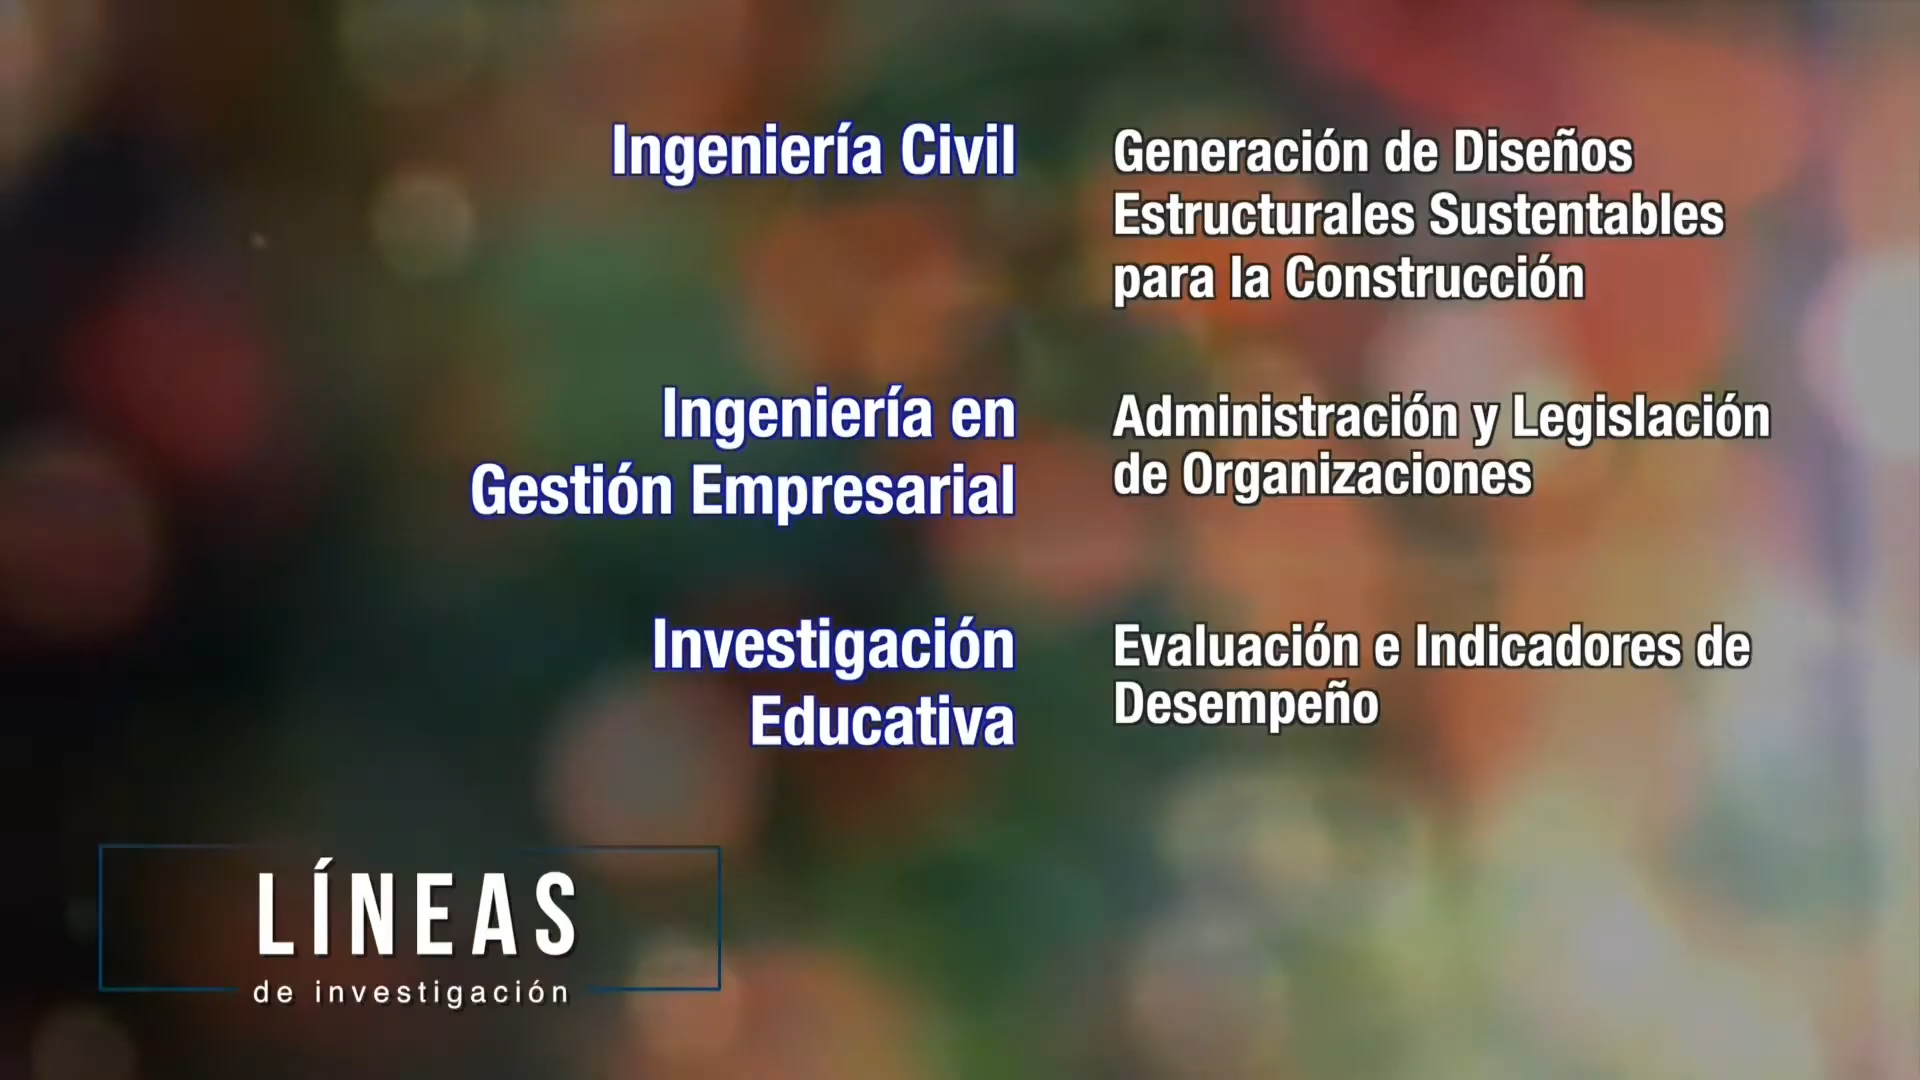 Ingeniería Civil
Generación de Diseños
Estructurales Sustentables
para la Construcción
Ingeniería en
Gestión Empresarial
Administración y Legislación
de Organizaciones
Investigación
Educativa
Evaluación e Indicadores de
Desempeño
LÍNEAS
de investigación